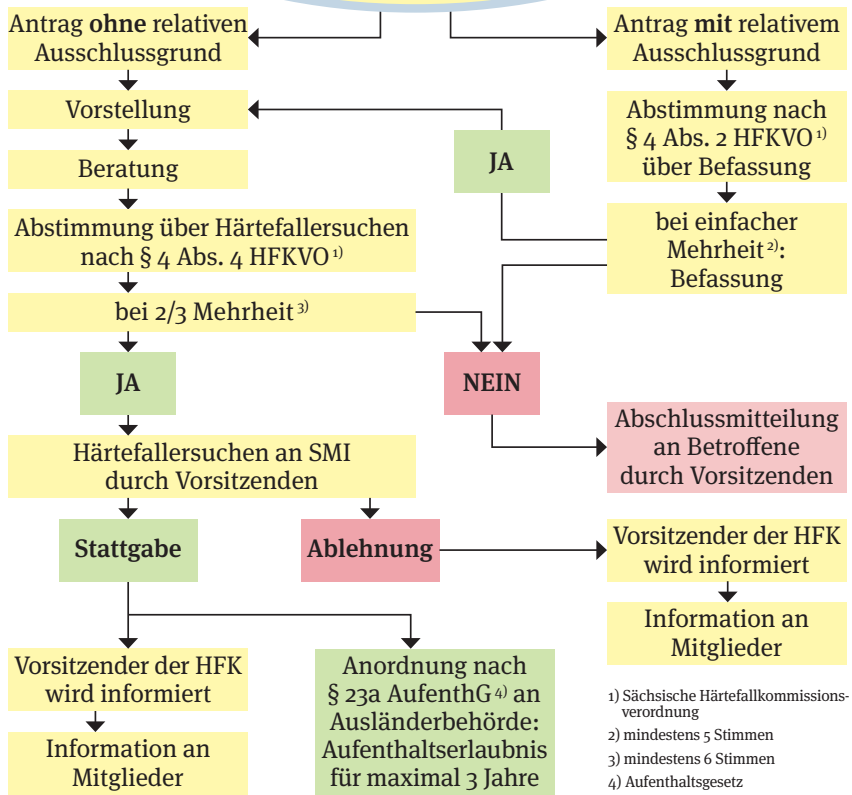 Antrag ohne relativen
Ausschlussgrund
Vorstellung
Beratung
Abstimmung über Härtefallersuchen
nach § 4 Abs. 4 HFKVO 1)
bei 2/3 Mehrheit 3)
JA
Härtefallersuchen an SMI
durch Vorsitzenden
Stattgabe
Ablehnung
Vorsitzender der HFK
wird informiert
Information an
Mitglieder
Anordnung nach
§ 23a AufenthG 4) an
Ausländerbehörde:
Aufenthaltserlaubnis
für maximal 3 Jahre
JA
NEIN
Antrag mit relativem
Ausschlussgrund
Abstimmung nach
§ 4 Abs. 2 HFKVO 1)
über Befassung
bei einfacher
Mehrheit 2):
Befassung
Abschlussmitteilung
an Betroffene
durch Vorsitzenden
Vorsitzender der HFK
wird informiert
Information an
Mitglieder
1) Sächsische Härtefallkommissions-
verordnung
2) mindestens 5 Stimmen
3) mindestens 6 Stimmen
4) Aufenthaltsgesetz